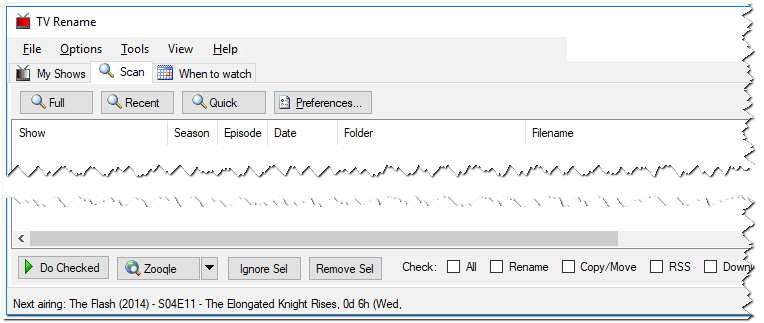 TV Rename
File Options Tools View Help
My Shows Scan When to watch
Full Recent Quick Preferences...
Show Season Episode Date Folder Filename
Do Checked Zooqle Ignore Sel Remove Sel Check: All Rename Copy/Move RSS Down
Next airing: The Flash (2014) - S04E11 - The Elongated Knight Rises, 0d 6h (Wed,